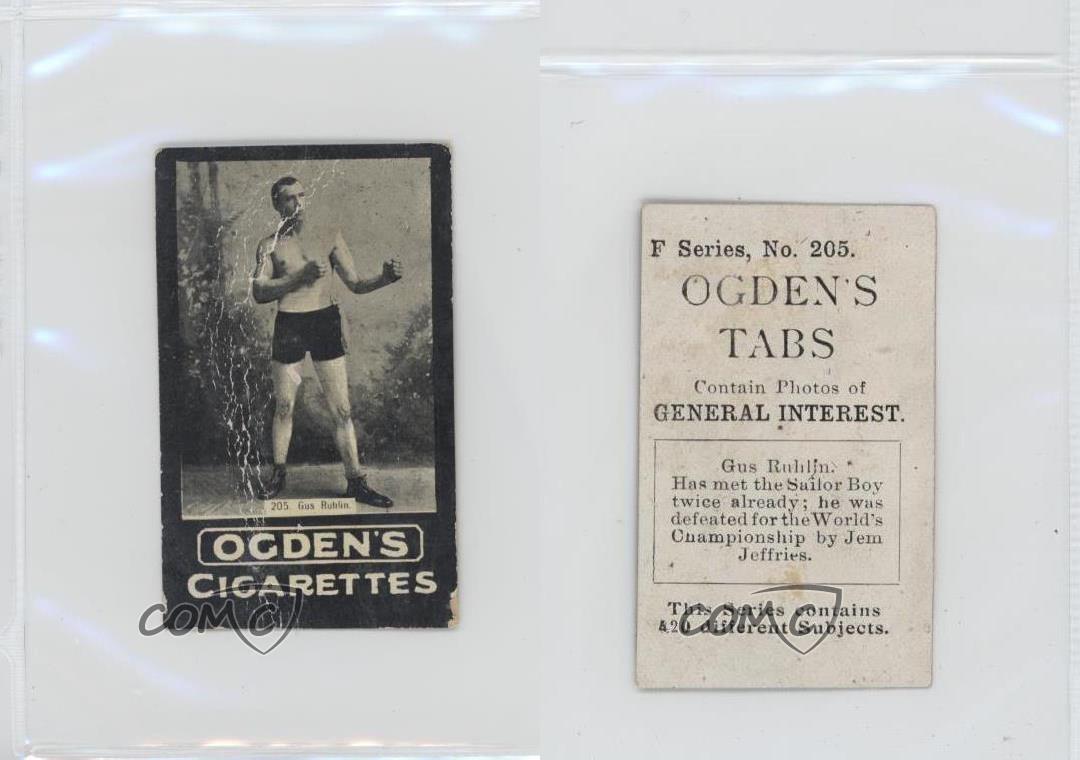 205. Gus Ruhlin.
OGDEN'S
CIGARETTES
COMC
F Series, No. 205.
OGDEN'S
TABS
Contain Photos of
GENERAL INTEREST.
Gus Ruhlin.
Has met the Sailor Boy
twice already; he was
defeated for the World's
Championship by Jem
Jeffries.
This Series contains
420 different Subjects.
COMC